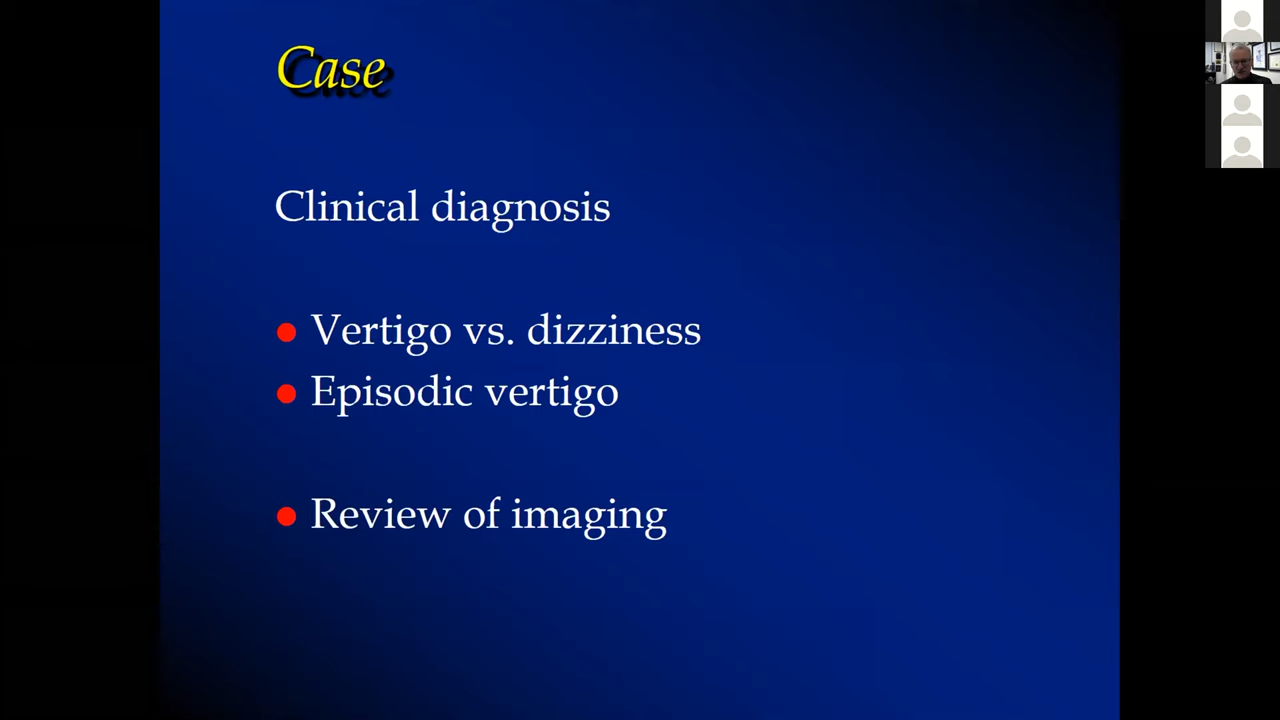 Case
Clinical diagnosis
Vertigo vs. dizziness
Episodic vertigo
Review of imaging